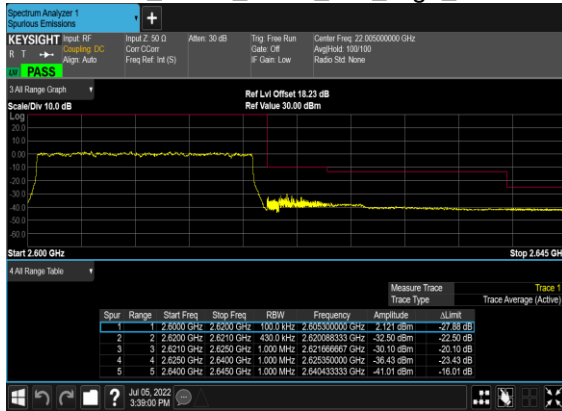 Spectrum Analyzer 1
Spurious Emissions
+
KEYSIGHT Input: RF Input Z: 50 Ω Atten: 30 dB Trig: Free Run Center Freq: 22.005000000 GHz
R T Coupling: DC Corr CCorr Gate: Off Avg|Hold: 100/100
Align: Auto Freq Ref: Int (S) IF Gain: Low Radio Std: None
PASS
3 All Range Graph
Ref Lvl Offset 18.23 dB
Scale/Div 10.0 dB Ref Value 30.00 dBm
Log
20.0
10.0
0.00
-10.0
-20.0
-30.0
-40.0
-50.0
-60.0
Start 2.600 GHz Stop 2.645 GH
4 All Range Table
Measure Trace Trace 1
Trace Type Trace Average (Active)
Spur Range Start Freq Stop Freq RBW Frequency Amplitude ΔLimit
1 1 2.6000 GHz 2.6200 GHz 100.0 kHz 2.605300000 GHz 2.121 dBm -27.88 dB
2 2 2.6200 GHz 2.6210 GHz 430.0 kHz 2.620088333 GHz -32.50 dBm -22.50 dB
3 3 2.6210 GHz 2.6250 GHz 1.000 MHz 2.621666667 GHz -30.10 dBm -20.10 dB
4 4 2.6250 GHz 2.6400 GHz 1.000 MHz 2.625350000 GHz -36.43 dBm -23.43 dB
5 5 2.6400 GHz 2.6450 GHz 1.000 MHz 2.640433333 GHz -41.01 dBm -16.01 dB
? Jul 05, 2022
3:39:00 PM